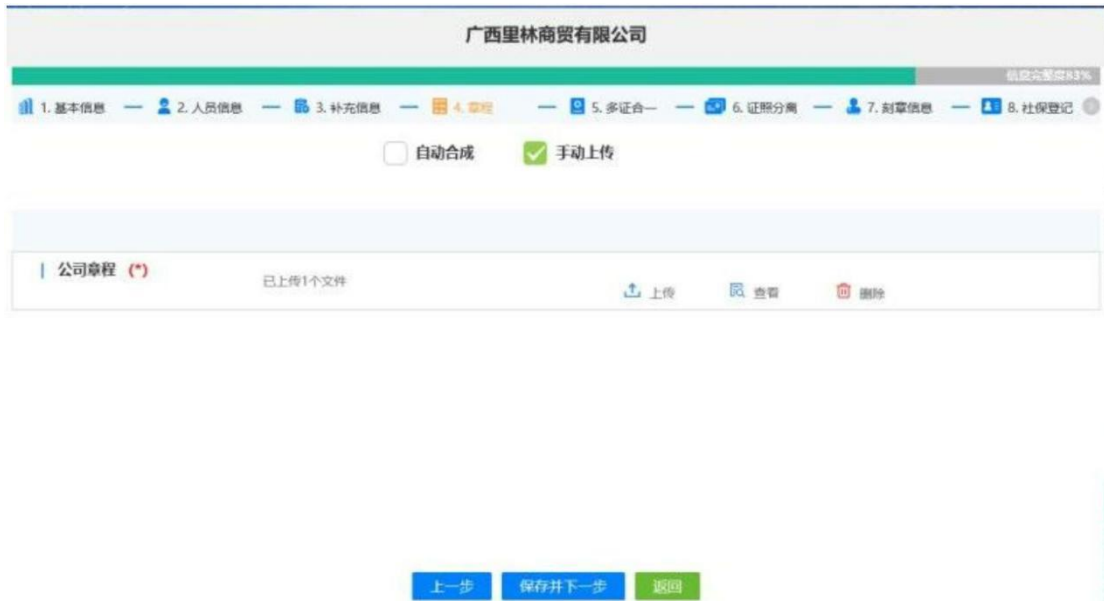 广西里林商贸有限公司
信息完整度83%
1. 基本信息 — 2. 人员信息 — 3. 补充信息 — 4. 章程 — 5. 多证合一 — 6. 证照分离 — 7. 刻章信息 — 8. 社保登记
自动合成 手动上传
公司章程 (*) 已上传1个文件 上传 查看 删除
上一步 保存并下一步 返回